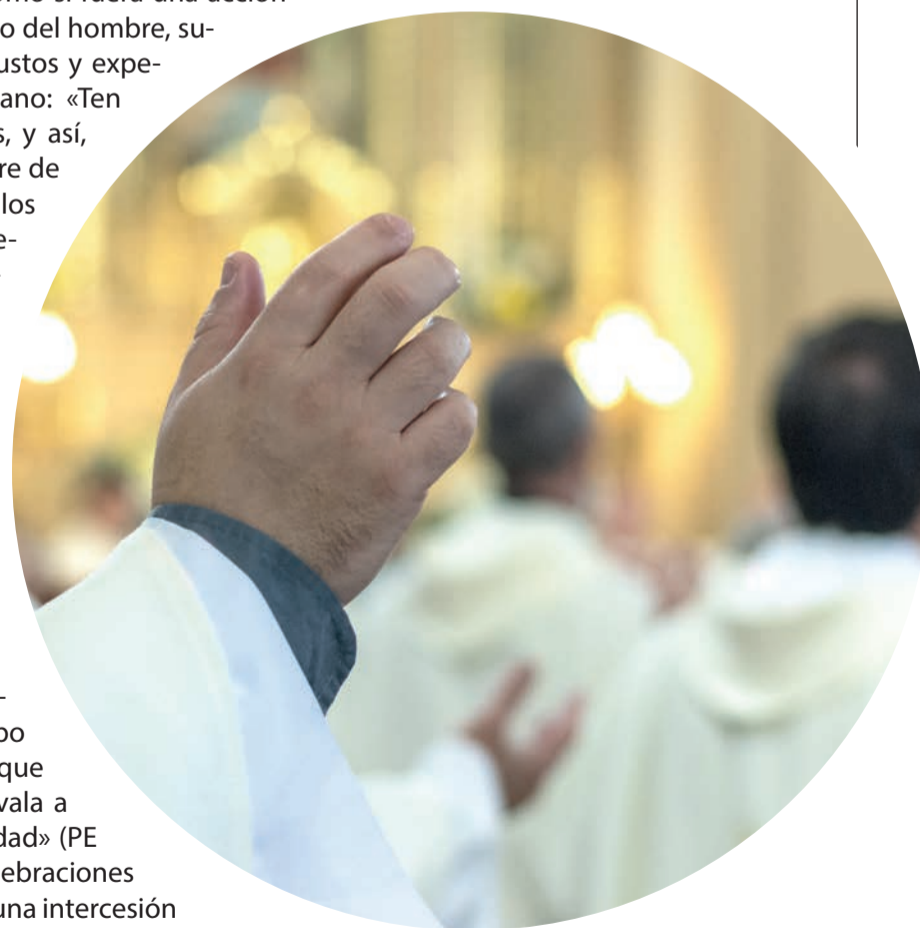 como si fuera una acción
o del hombre, su-
ustos y expe-
ano: «Ten
s, y así,
re de
los
e-
-
po
que
vala a
dad» (PE
ebraciones
una intercesión